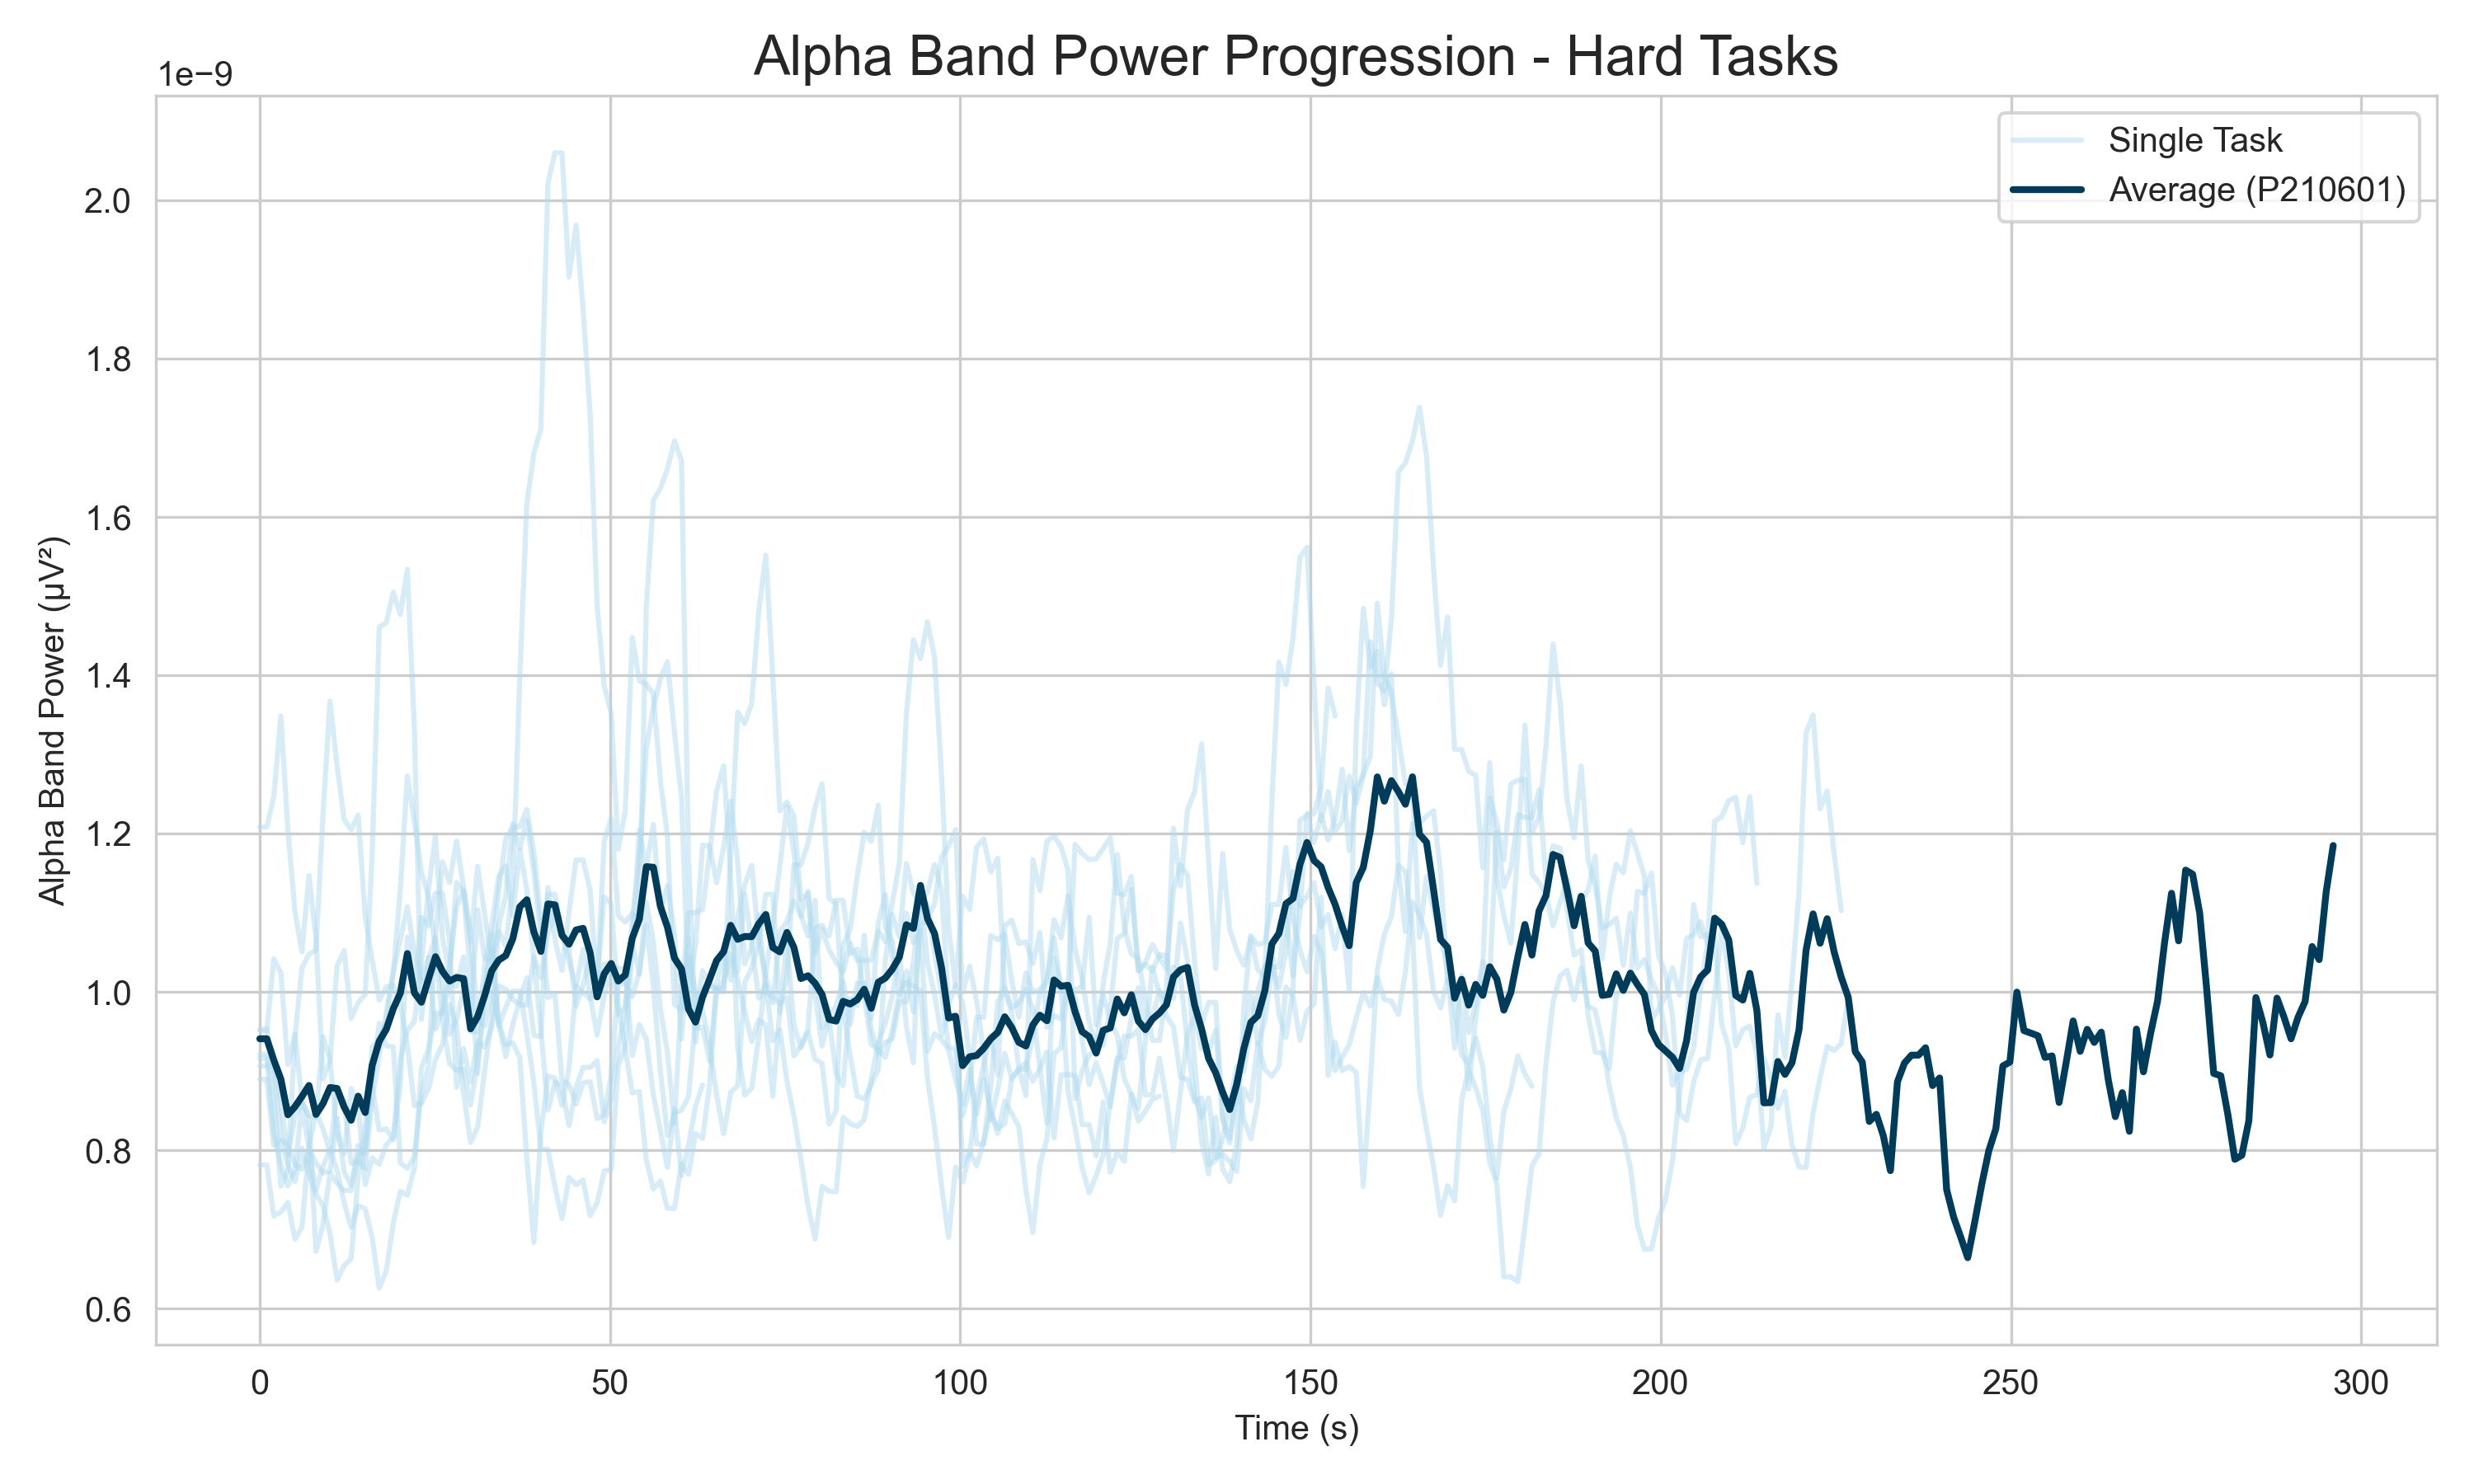 Alpha Band Power Progression - Hard Tasks
1e−9
Single Task
Average (P210601)
2.0
1.8
1.6
1.4
1.2
1.0
0.8
0.6
Alpha Band Power (µV²)
0 50 100 150 200 250 300
Time (s)